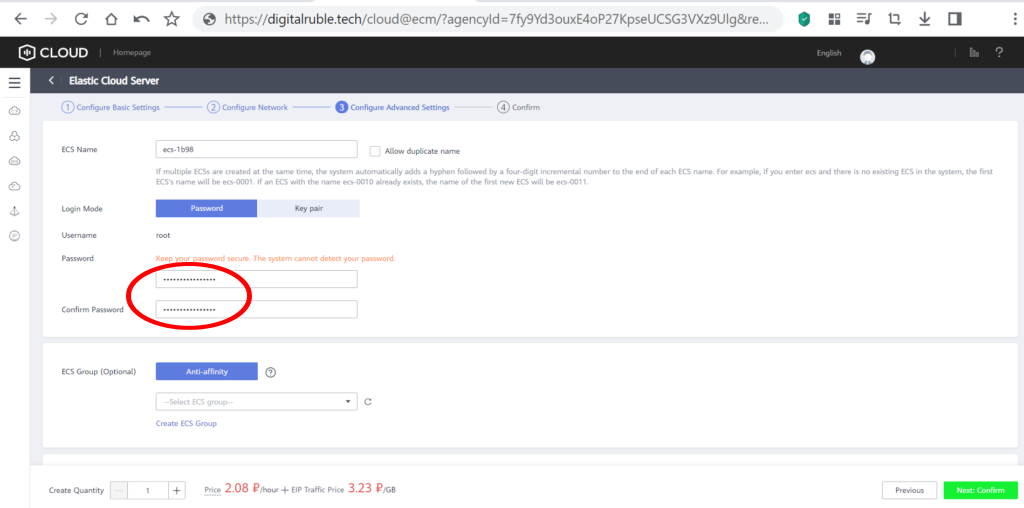 https://digitalruble.tech/cloud@ecm/?agencyId=7fy9Yd3ouxE4oP27KpseUCSG3VXz9UIg&re...
CLOUD | Homepage
English
Elastic Cloud Server
1 Configure Basic Settings
2 Configure Network
3 Configure Advanced Settings
4 Confirm
ECS Name
ecs-1b98
Allow duplicate name
If multiple ECSs are created at the same time, the system automatically adds a hyphen followed by a four-digit incremental number to the end of each ECS name. For example, if you enter ecs and there is no existing ECS in the system, the first
ECS's name will be ecs-0001. If an ECS with the name ecs-0010 already exists, the name of the first new ECS will be ecs-0011.
Login Mode
Password
Key pair
Username
root
Password
Keep your password secure. The system cannot detect your password.
Confirm Password
ECS Group (Optional)
Anti-affinity
?
--Select ECS group--
Create ECS Group
Create Quantity
1
Price 2.08 ₽/hour + EIP Traffic Price 3.23 ₽/GB
Previous
Next: Confirm